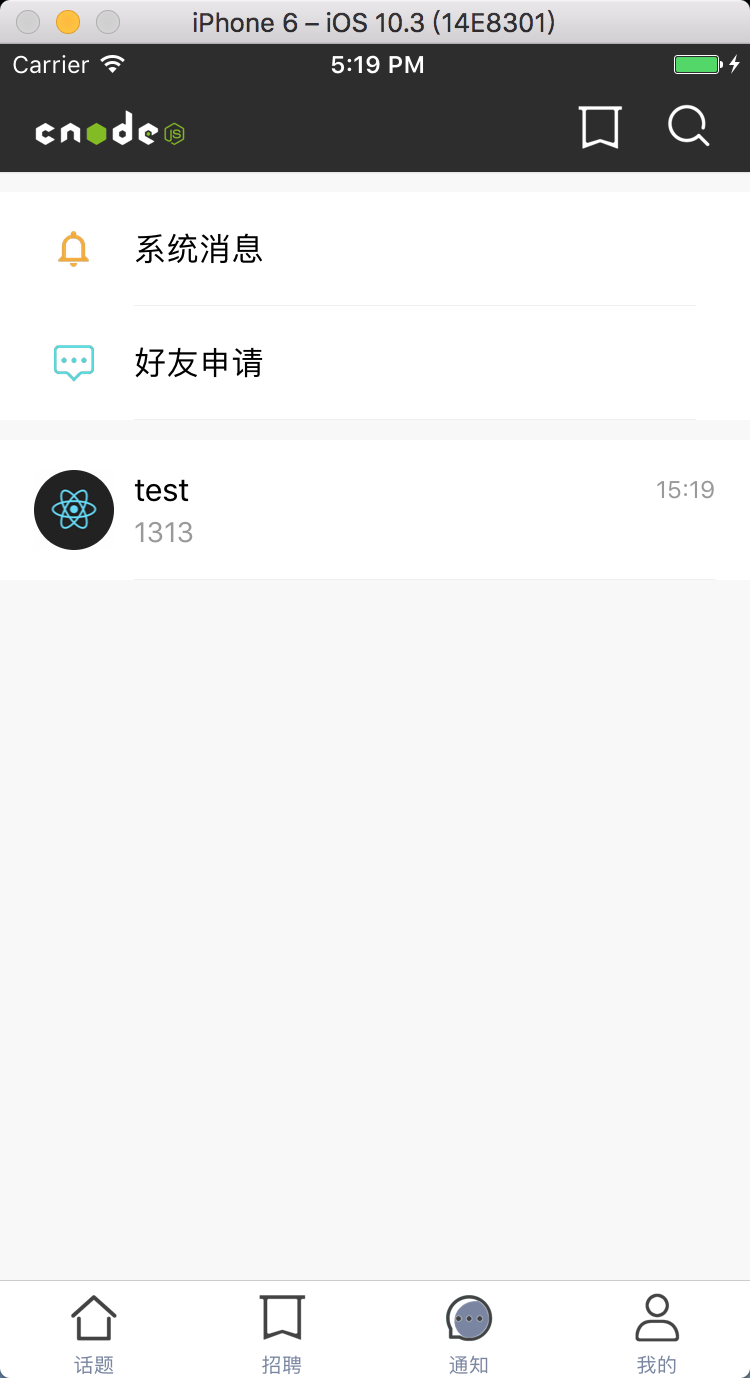 iPhone 6 – iOS 10.3 (14E8301)
Carrier 5:19 PM
cnode JS
系统消息
好友申请
test 15:19
1313
话题 招聘 通知 我的